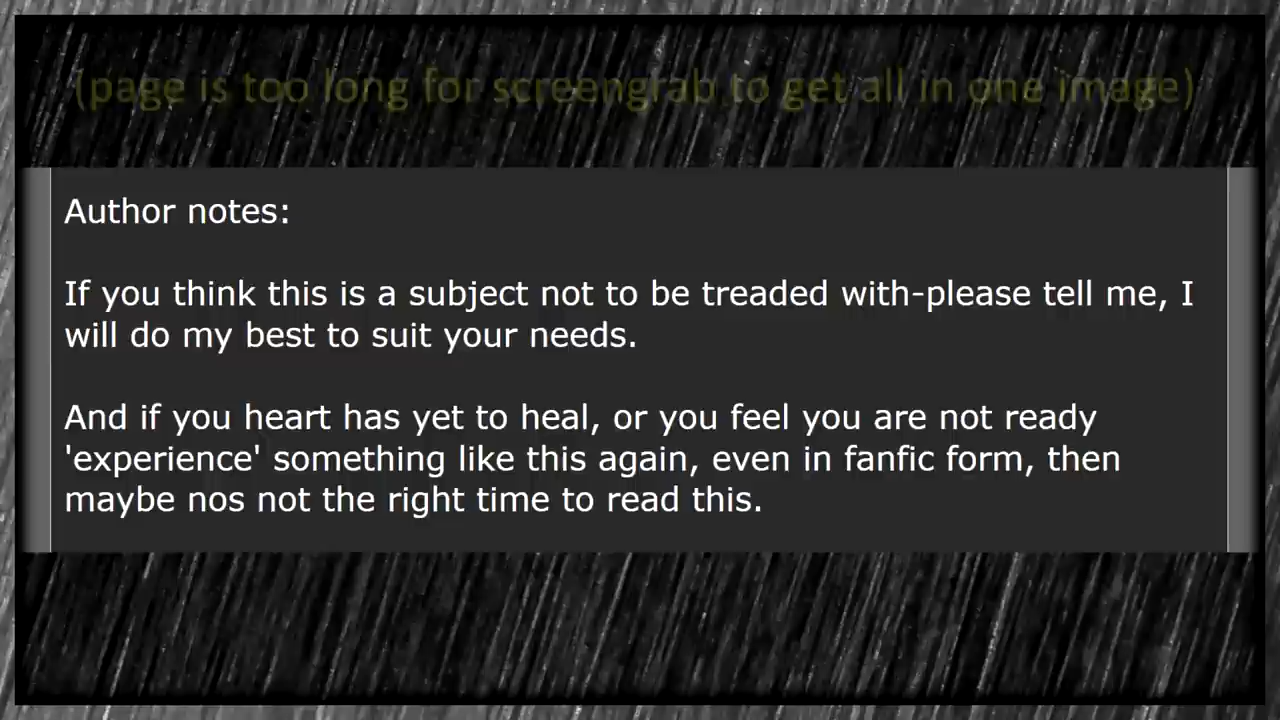 (page is too long for screengrab to get all in one image)
Author notes:
If you think this is a subject not to be treaded with-please tell me, I
will do my best to suit your needs.
And if you heart has yet to heal, or you feel you are not ready
'experience' something like this again, even in fanfic form, then
maybe nos not the right time to read this.